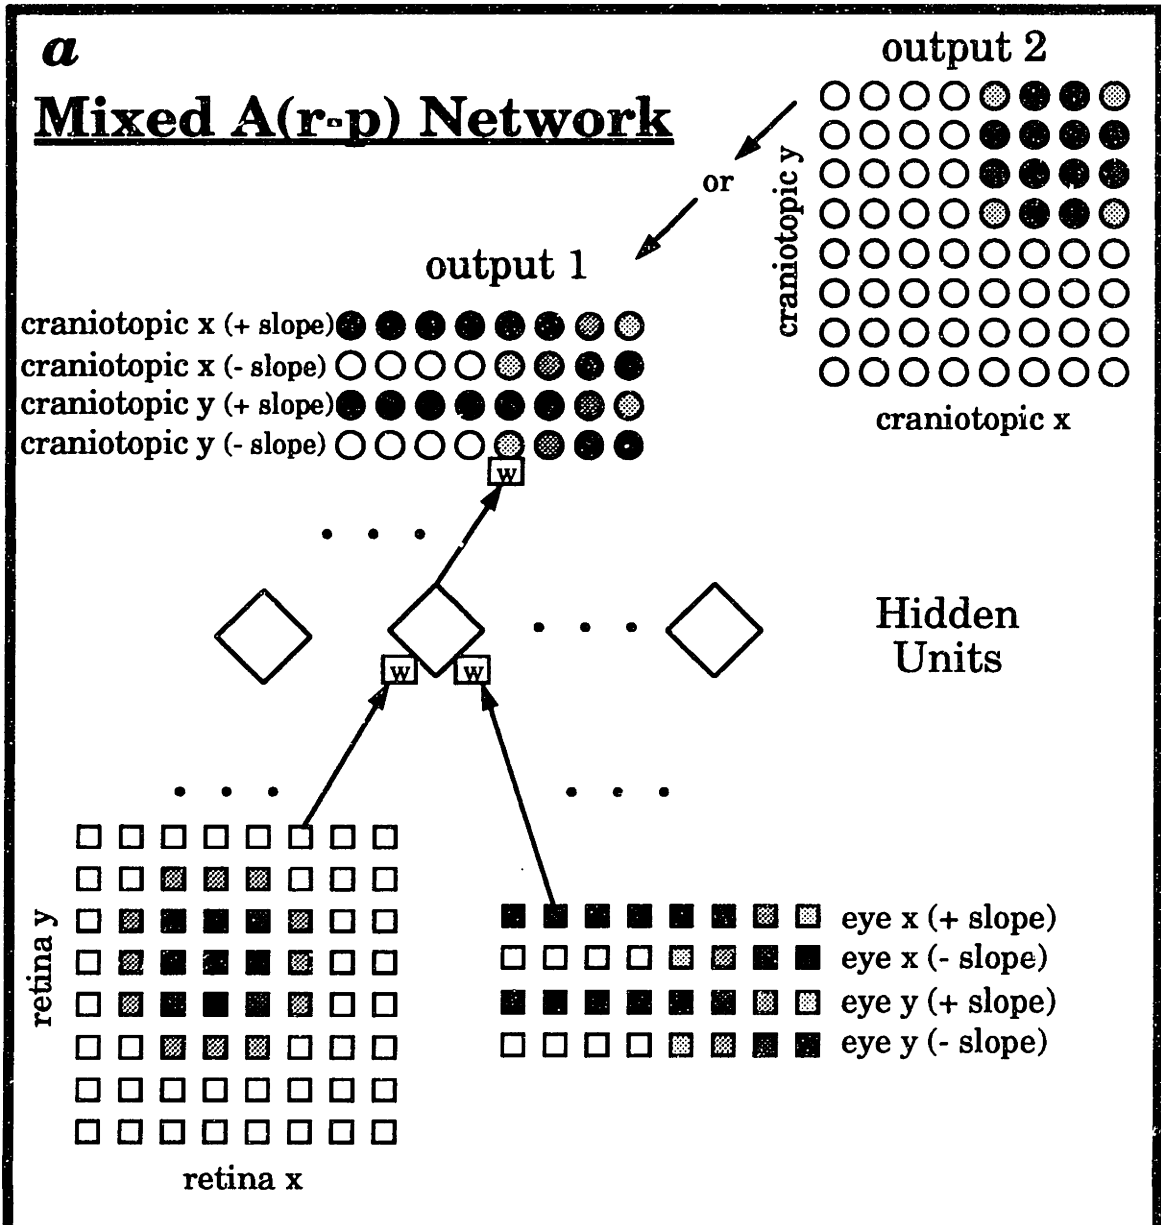 a
Mixed A(r-p) Network
output 2
craniotopic y
craniotopic x
or
output 1
craniotopic x (+ slope)
craniotopic x (- slope)
craniotopic y (+ slope)
craniotopic y (- slope)
w
Hidden
Units
w
w
retina y
retina x
eye x (+ slope)
eye x (- slope)
eye y (+ slope)
eye y (- slope)